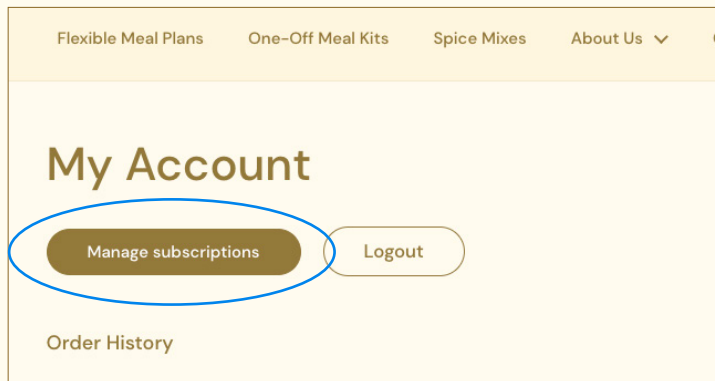 Flexible Meal Plans One-Off Meal Kits Spice Mixes About Us
My Account
Manage subscriptions Logout
Order History